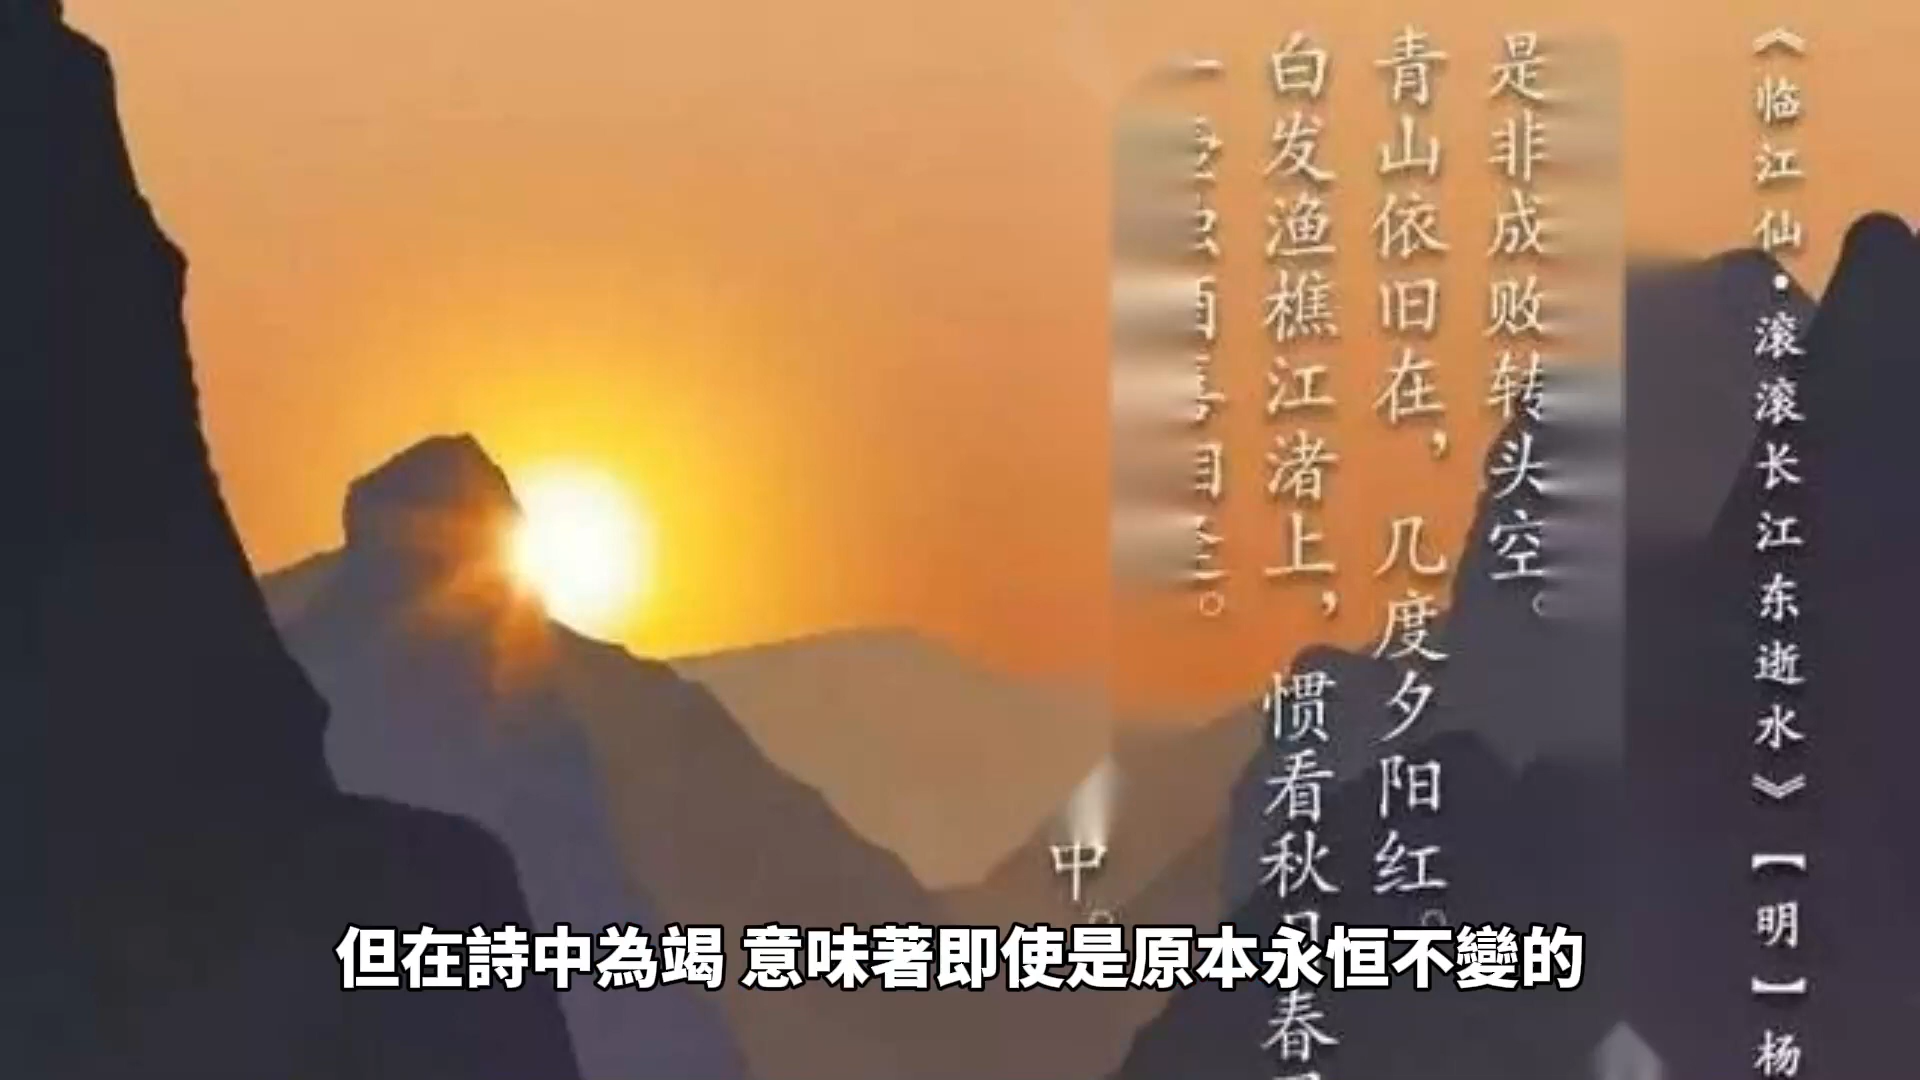 《临江仙·滚滚长江东逝水》【明】杨
是非成败转头空。
青山依旧在，几度夕阳红。
白发渔樵江渚上，惯看秋月春
中。
但在詩中為竭 意味著即使是原本永恒不變的